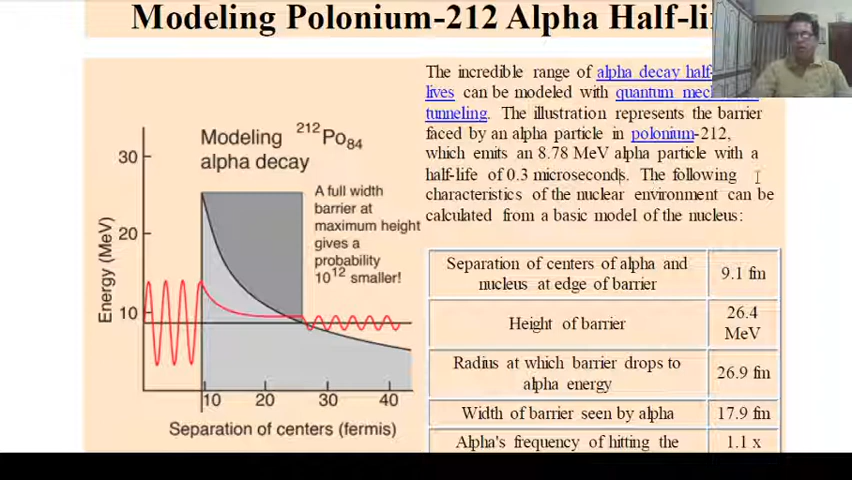 Modeling Polonium-212 Alpha Half-li
The incredible range of alpha decay half-
lives can be modeled with quantum
tunneling. The illustration represents the barrier
faced by an alpha particle in polonium-212,
which emits an 8.78 MeV alpha particle with a
half-life of 0.3 microseconds. The following
characteristics of the nuclear environment can be
calculated from a basic model of the nucleus:
Modeling 212Po84
alpha decay
A full width
barrier at
maximum height
gives a
probability
10^12 smaller!
Energy (MeV)
30
20
10
10 20 30 40
Separation of centers (fermis)
Separation of centers of alpha and
nucleus at edge of barrier
9.1 fm
Height of barrier
26.4
MeV
Radius at which barrier drops to
alpha energy
26.9 fm
Width of barrier seen by alpha
17.9 fm
Alpha's frequency of hitting the
1.1 x